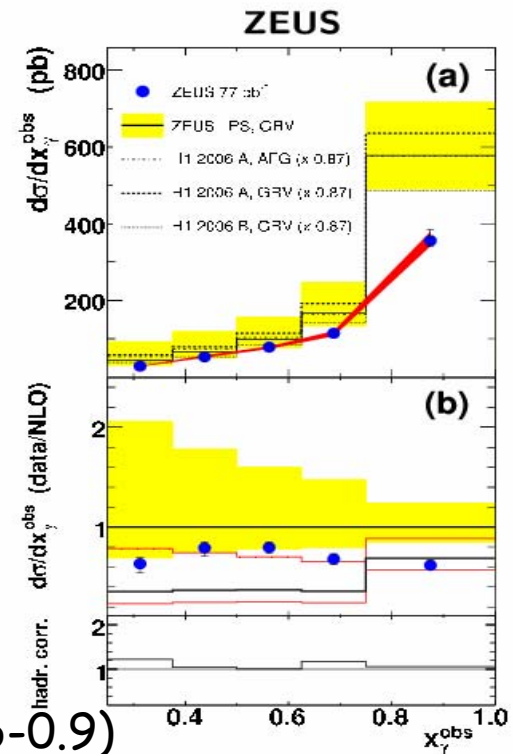 ZEUS
dσ/dx_γ^obs (pb)
800
600
400
200
(a)
ZEUS 77 pb⁻¹
ZEUS LPS, GRV
H1 2006 A, AFG (x 0.87)
H1 2006 A, GRV (x 0.87)
H1 2006 B, GRV (x 0.87)
dσ/dx_γ^obs (data/NLO)
2
1
(b)
hadr. corr.
2
1
0.4 0.6 0.8 1.0
x_γ^obs
-0.9)